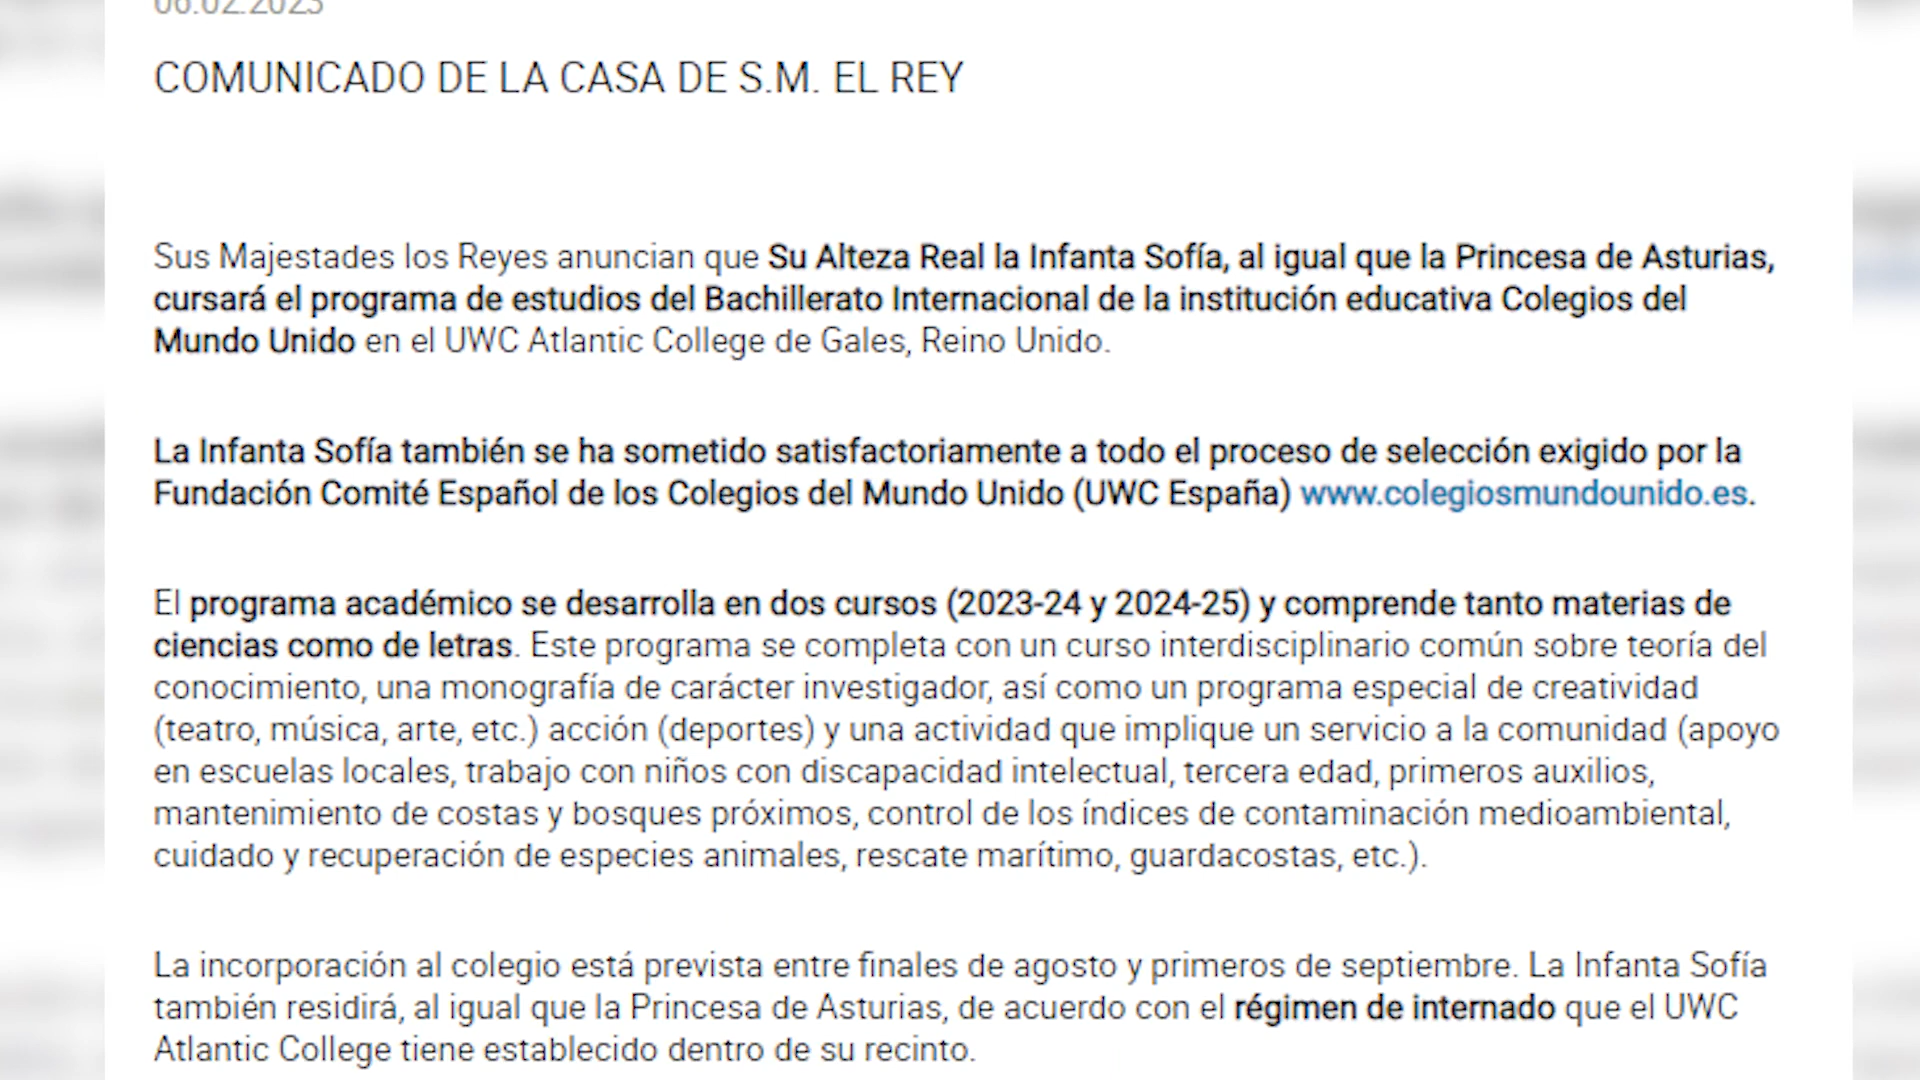 06.02.2023
COMUNICADO DE LA CASA DE S.M. EL REY
Sus Majestades los Reyes anuncian que Su Alteza Real la Infanta Sofía, al igual que la Princesa de Asturias,
cursará el programa de estudios del Bachillerato Internacional de la institución educativa Colegios del
Mundo Unido en el UWC Atlantic College de Gales, Reino Unido.
La Infanta Sofía también se ha sometido satisfactoriamente a todo el proceso de selección exigido por la
Fundación Comité Español de los Colegios del Mundo Unido (UWC España) www.colegiosmundounido.es.
El programa académico se desarrolla en dos cursos (2023-24 y 2024-25) y comprende tanto materias de
ciencias como de letras. Este programa se completa con un curso interdisciplinario común sobre teoría del
conocimiento, una monografía de carácter investigador, así como un programa especial de creatividad
(teatro, música, arte, etc.) acción (deportes) y una actividad que implique un servicio a la comunidad (apoyo
en escuelas locales, trabajo con niños con discapacidad intelectual, tercera edad, primeros auxilios,
mantenimiento de costas y bosques próximos, control de los índices de contaminación medioambiental,
cuidado y recuperación de especies animales, rescate marítimo, guardacostas, etc.).
La incorporación al colegio está prevista entre finales de agosto y primeros de septiembre. La Infanta Sofía
también residirá, al igual que la Princesa de Asturias, de acuerdo con el régimen de internado que el UWC
Atlantic College tiene establecido dentro de su recinto.